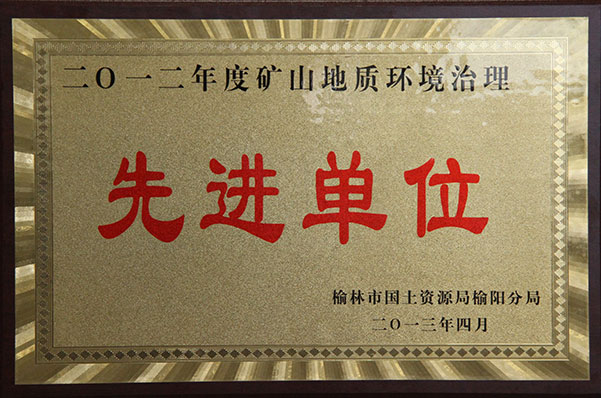 二〇一二年度矿山地质环境治理
先进单位
榆林市国土资源局榆阳分局
二〇一三年四月